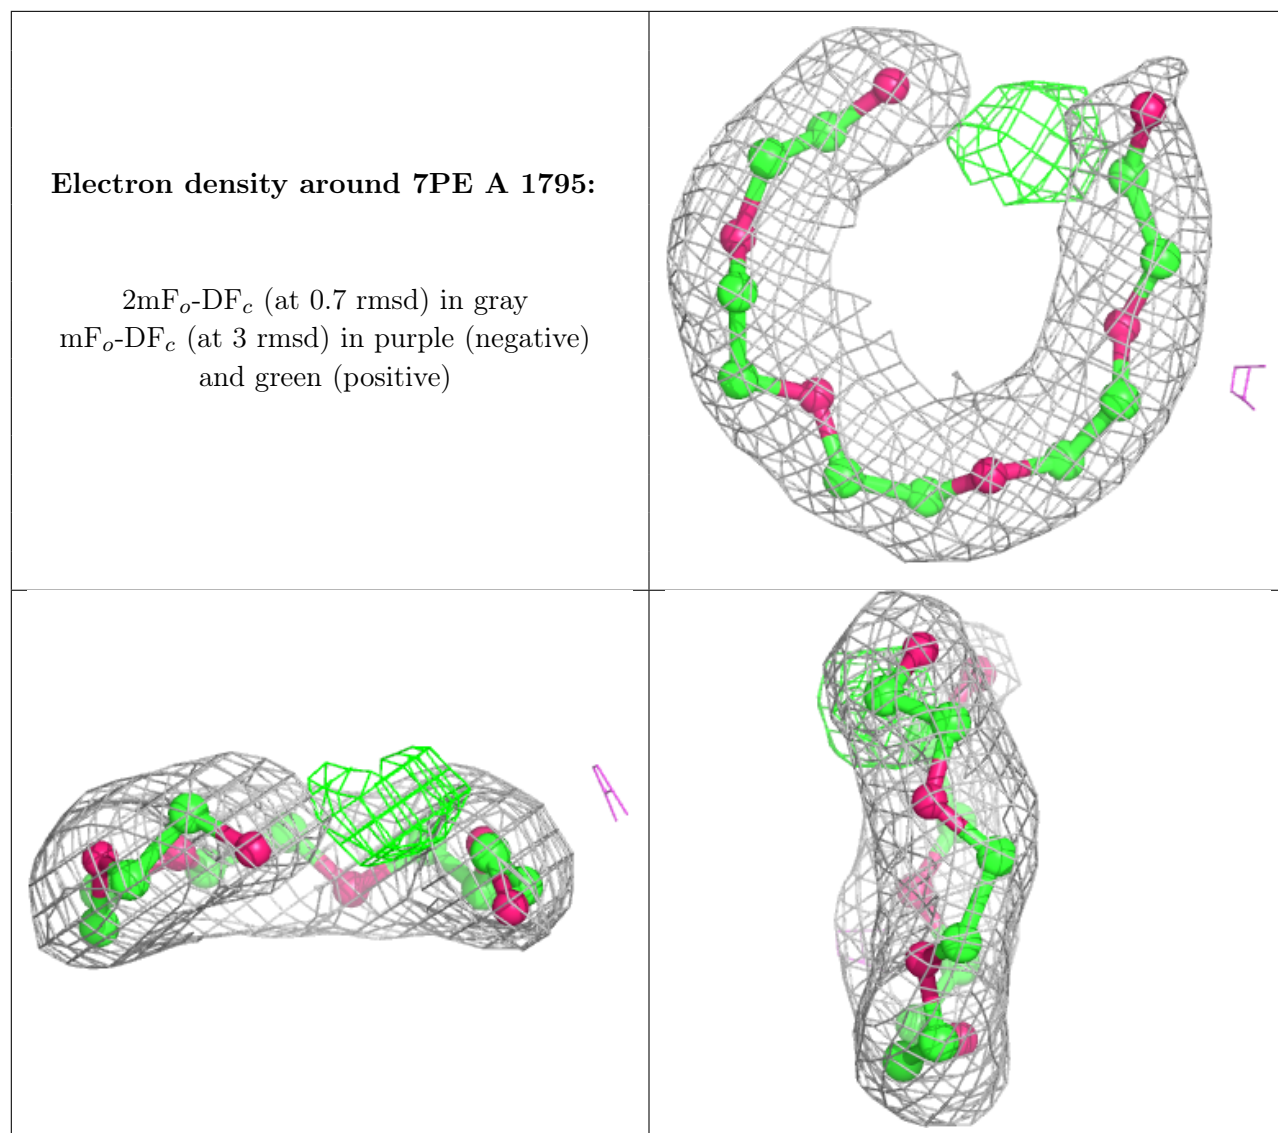 Electron density around 7PE A 1795:
2mFo-DFc (at 0.7 rmsd) in gray
mFo-DFc (at 3 rmsd) in purple (negative)
and green (positive)